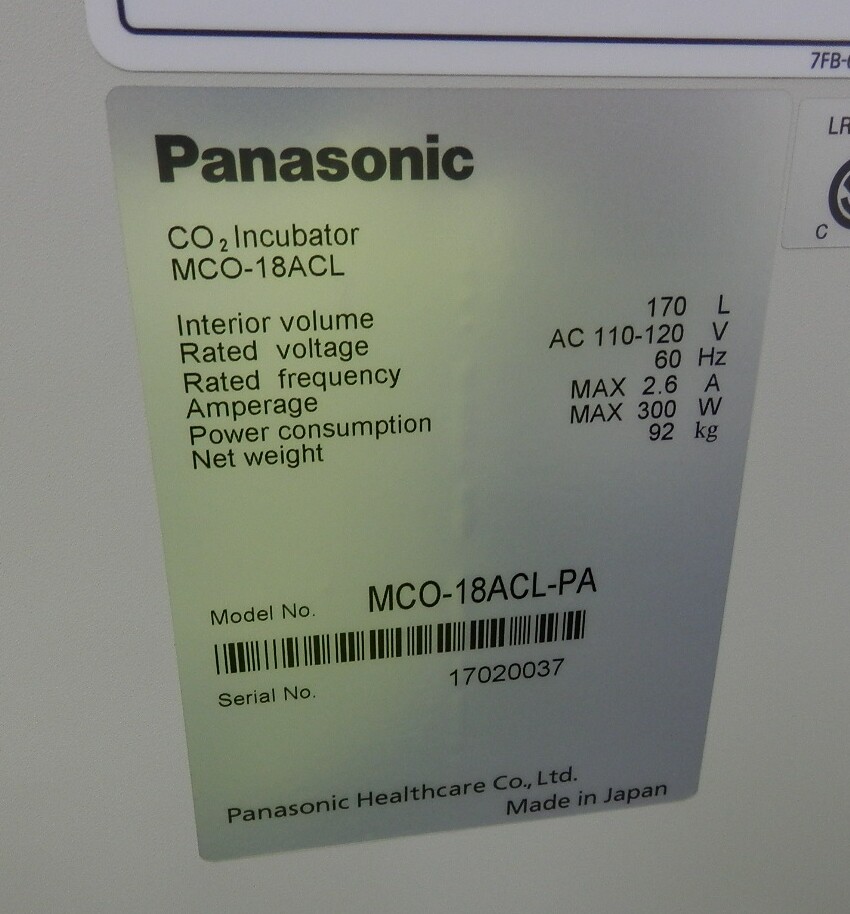 7FB-
Panasonic
CO₂ Incubator
MCO-18ACL
Interior volume 170 L
Rated voltage AC 110-120 V
Rated frequency 60 Hz
Amperage MAX 2.6 A
Power consumption MAX 300 W
Net weight 92 kg
Model No. MCO-18ACL-PA
Serial No. 17020037
Panasonic Healthcare Co., Ltd.
Made in Japan
LR
C